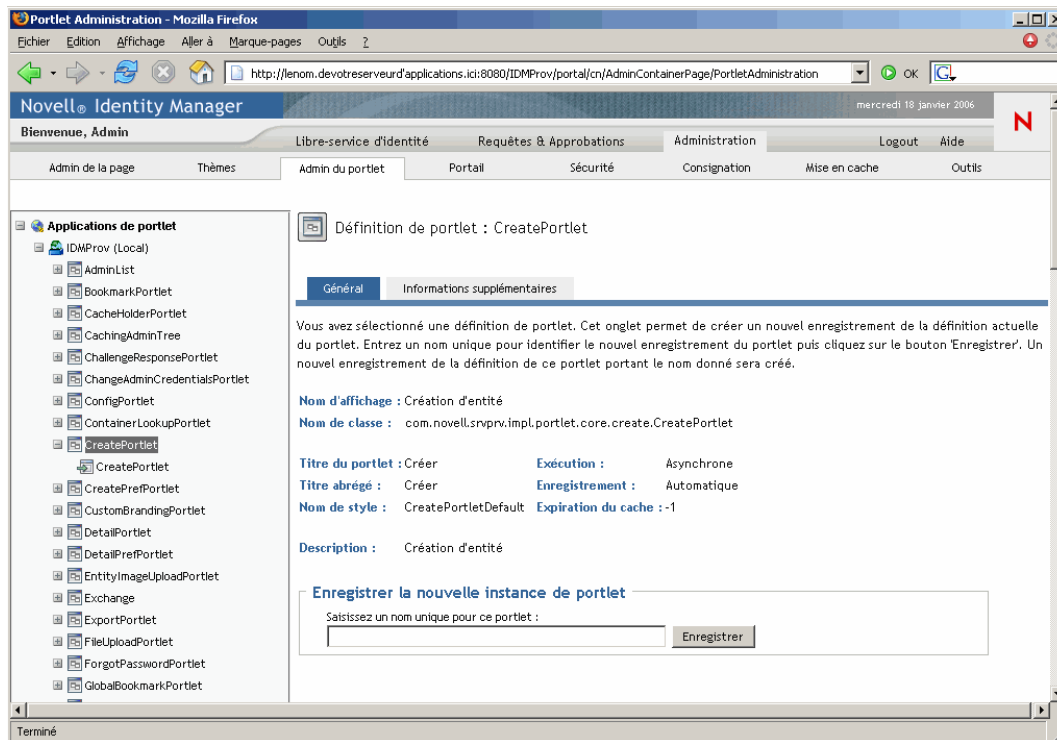 Portlet Administration - Mozilla Firefox
Fichier Edition Affichage Aller à Marque-pages Outils ?
http://lenom.devotreserveurd'applications.ici:8080/IDMProv/portal/cn/AdminContainerPage/PortletAdministration OK G
Novell® Identity Manager mercredi 18 janvier 2006
N
Bienvenue, Admin
Libre-service d'identité Requêtes & Approbations Administration Logout Aide
Admin de la page Thèmes Admin du portlet Portail Sécurité Consignation Mise en cache Outils
Applications de portlet
IDMProv (Local)
AdminList
BookmarkPortlet
CacheHolderPortlet
CachingAdminTree
ChallengeResponsePortlet
ChangeAdminCredentialsPortlet
ConfigPortlet
ContainerLookupPortlet
CreatePortlet
CreatePortlet
CreatePrefPortlet
CustomBrandingPortlet
DetailPortlet
DetailPrefPortlet
EntityImageUploadPortlet
Exchange
ExportPortlet
FileUploadPortlet
ForgotPasswordPortlet
GlobalBookmarkPortlet
Définition de portlet : CreatePortlet
Général Informations supplémentaires
Vous avez sélectionné une définition de portlet. Cet onglet permet de créer un nouvel enregistrement de la définition actuelle
du portlet. Entrez un nom unique pour identifier le nouvel enregistrement du portlet puis cliquez sur le bouton 'Enregistrer'. Un
nouvel enregistrement de la définition de ce portlet portant le nom donné sera créé.
Nom d'affichage : Création d'entité
Nom de classe : com.novell.srvprv.impl.portlet.core.create.CreatePortlet
Titre du portlet : Créer Exécution : Asynchrone
Titre abrégé : Créer Enregistrement : Automatique
Nom de style : CreatePortletDefault Expiration du cache : -1
Description : Création d'entité
Enregistrer la nouvelle instance de portlet
Saisissez un nom unique pour ce portlet :
Enregistrer
Terminé